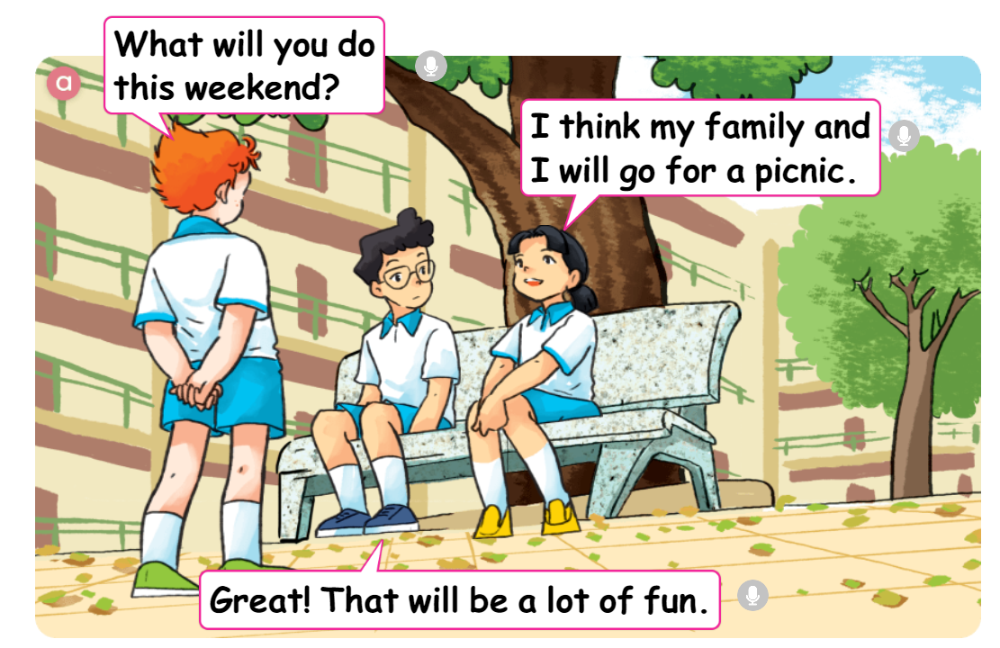 a
What will you do
this weekend?
I think my family and
I will go for a picnic.
Great! That will be a lot of fun.